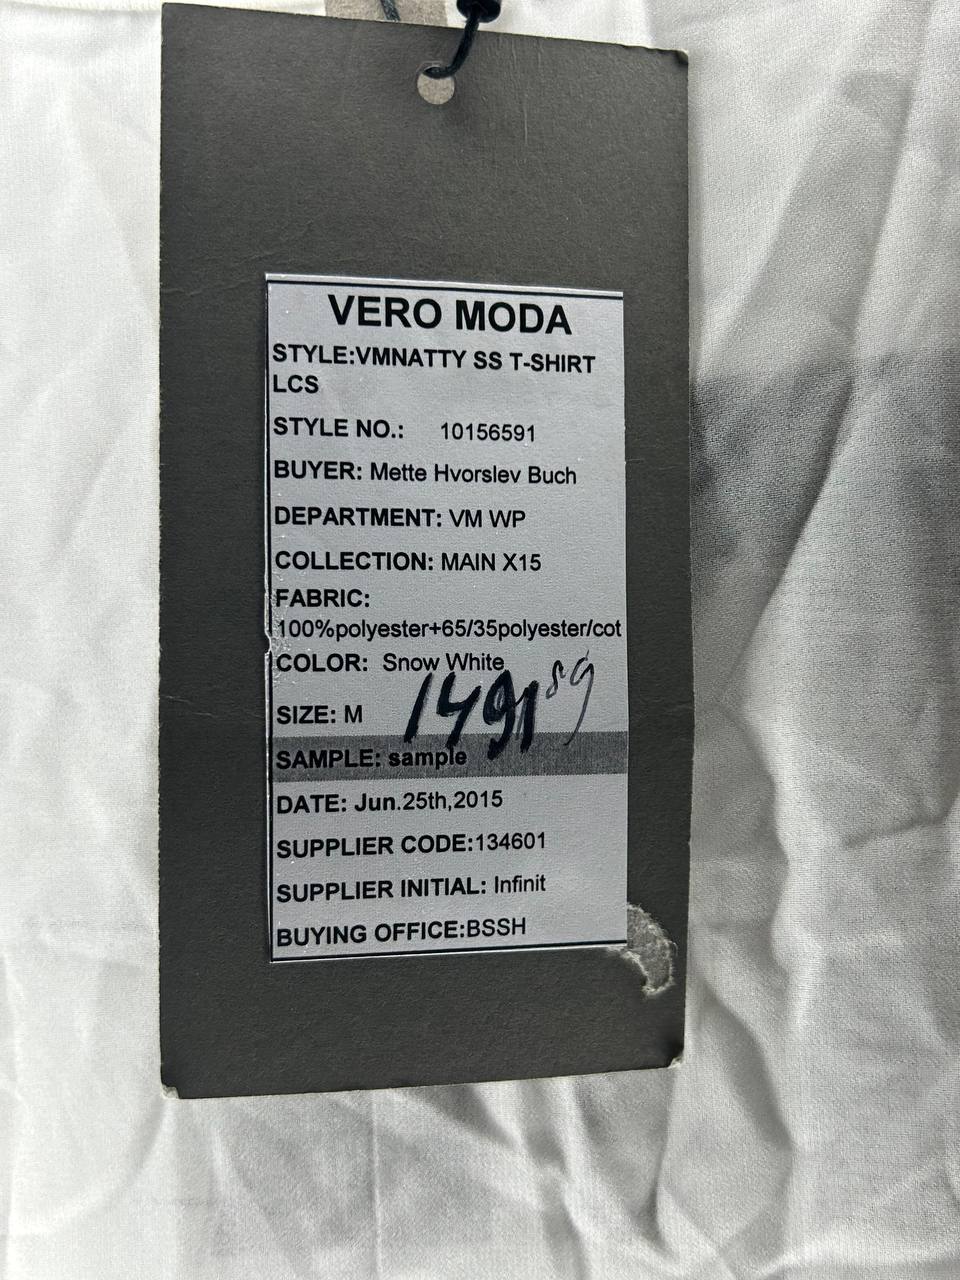 VERO MODA
STYLE:VMNATTY SS T-SHIRT
LCS
STYLE NO.: 10156591
BUYER: Mette Hvorslev Buch
DEPARTMENT: VM WP
COLLECTION: MAIN X15
FABRIC:
100%polyester+65/35polyester/cot
COLOR: Snow White
1491 89
SIZE: M
SAMPLE: sample
DATE: Jun.25th,2015
SUPPLIER CODE:134601
SUPPLIER INITIAL: Infinit
BUYING OFFICE:BSSH